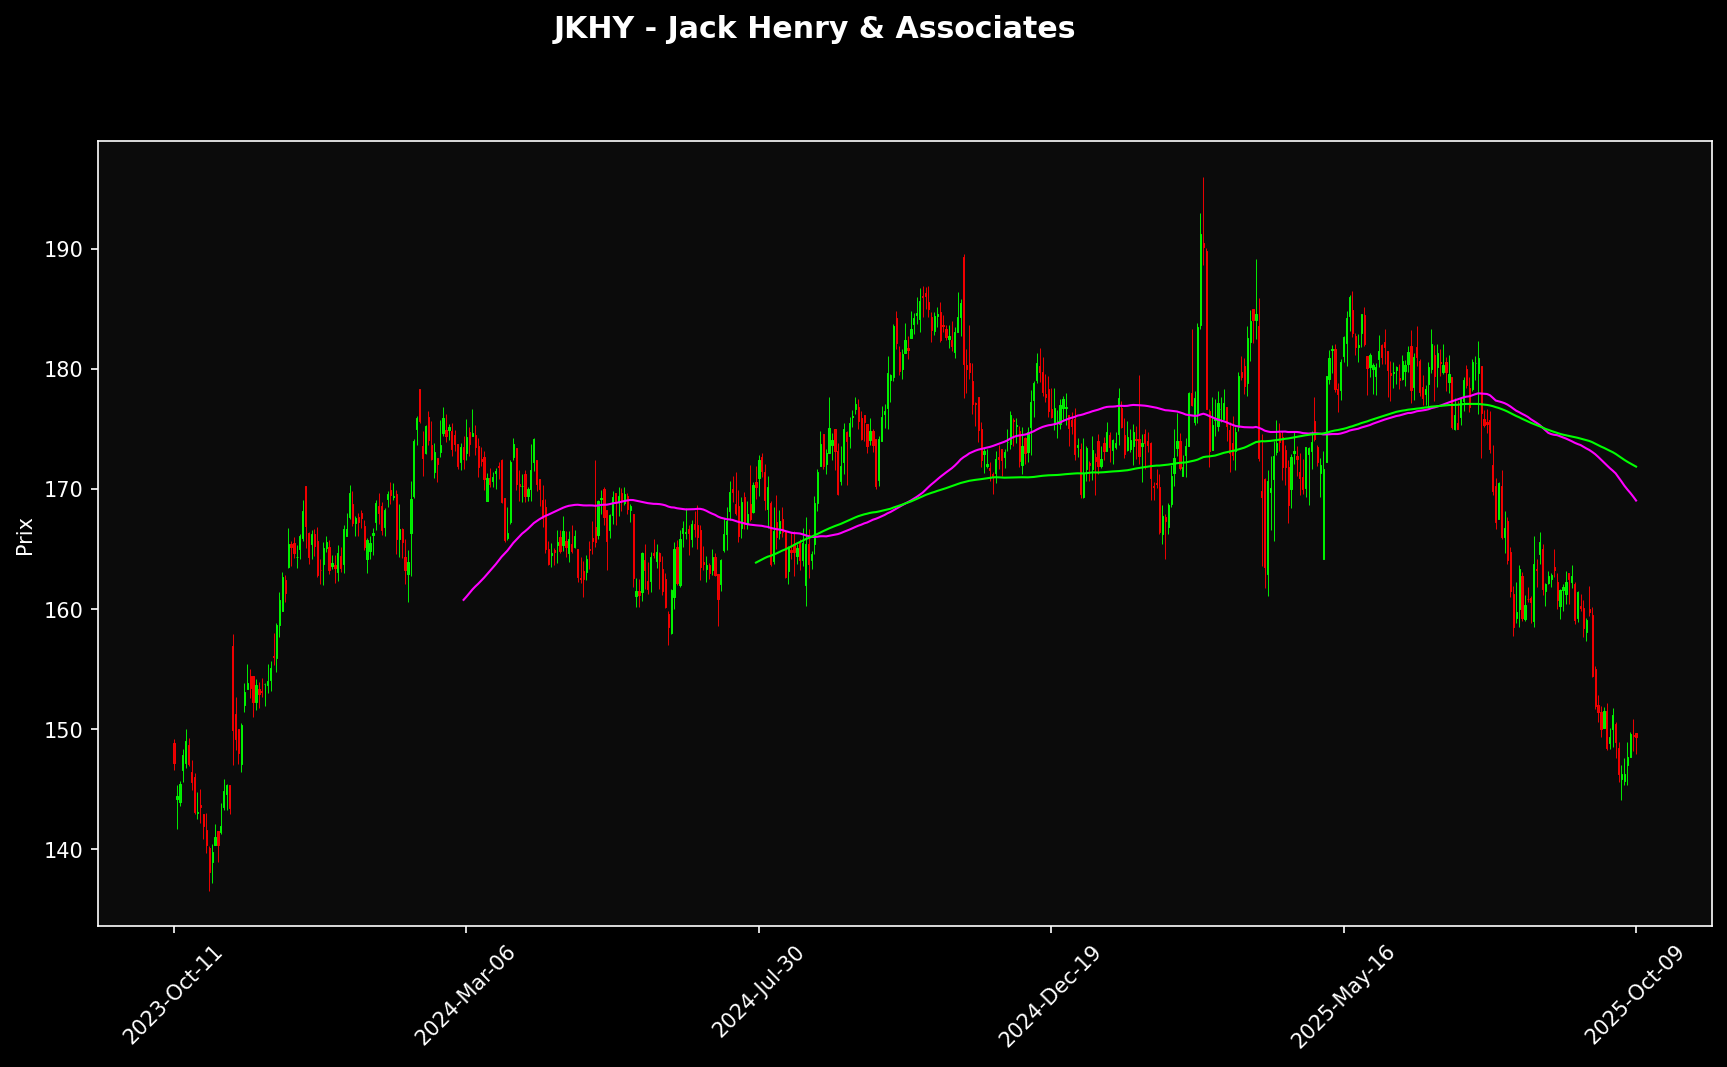 JKHY - Jack Henry & Associates
Prix
190
180
170
160
150
140
2023-Oct-11
2024-Mar-06
2024-Jul-30
2024-Dec-19
2025-May-16
2025-Oct-09